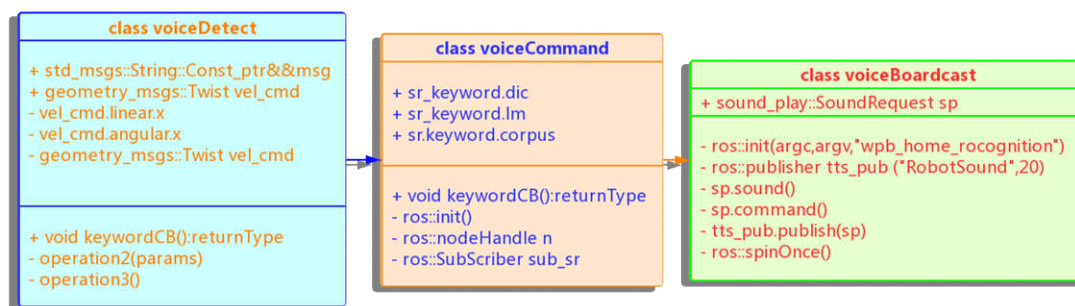 class voiceDetect
+ std_msgs::String::Const_ptr&&msg
+ geometry_msgs::Twist vel_cmd
- vel_cmd.linear.x
- vel_cmd.angular.x
- geometry_msgs::Twist vel_cmd
+ void keywordCB():returnType
- operation2(params)
- operation3()
class voiceCommand
+ sr_keyword.dic
+ sr_keyword.lm
+ sr.keyword.corpus
+ void keywordCB():returnType
- ros::init()
- ros::nodeHandle n
- ros::SubScriber sub_sr
class voiceBoardcast
+ sound_play::SoundRequest sp
- ros::init(argc,argv,"wpb_home_rocognition")
- ros::publisher tts_pub ("RobotSound",20)
- sp.sound()
- sp.command()
- tts_pub.publish(sp)
- ros::spinOnce()